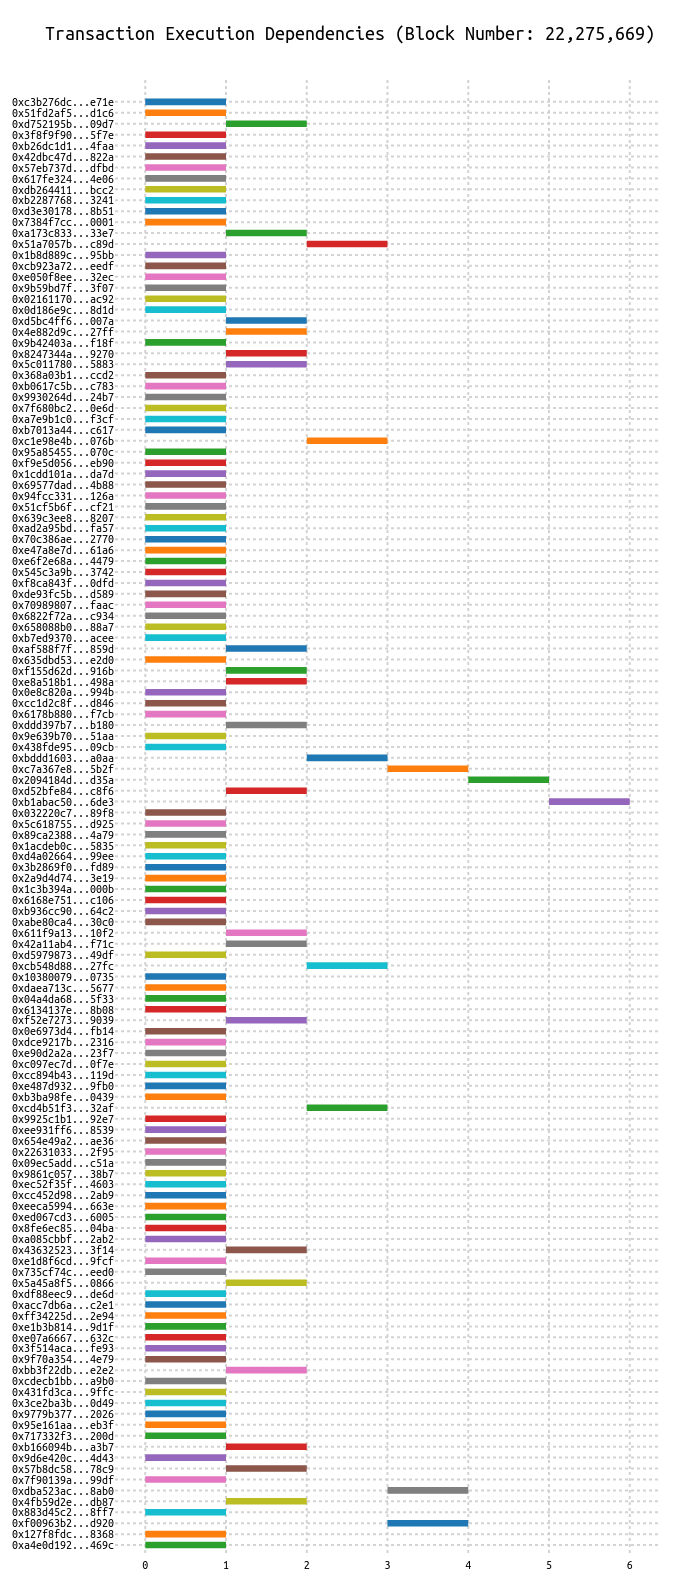 Transaction Execution Dependencies (Block Number: 22,275,669)
0xc3b276dc...e71e
0x51fd2af5...d1c6
0xd752195b...09d7
0x3f8f9f90...5f7e
0xb26dc1d1...4faa
0x42dbc47d...822a
0x57eb737d...dfbd
0x617fe324...4e06
0xdb264411...bcc2
0xb2287768...3241
0xd3e30178...8b51
0x7384f7cc...0001
0xa173c833...33e7
0x51a7057b...c89d
0x1b8d889c...95bb
0xcb923a72...eedf
0xe050f8ee...32ec
0x9b59bd7f...3f07
0x02161170...ac92
0x0d186e9c...8d1d
0xd5bc4ff6...007a
0x4e882d9c...27ff
0x9b42403a...f18f
0x8247344a...9270
0x5c011780...5883
0x368a03b1...ccd2
0xb0617c5b...c783
0x9930264d...24b7
0x7f680bc2...0e6d
0xa7e9b1c0...f3cf
0xb7013a44...c617
0xc1e98e4b...076b
0x95a85455...070c
0xf9e5d056...eb90
0x1cdd101a...da7d
0x69577dad...4b88
0x94fcc331...126a
0x51cf5b6f...cf21
0x639c3ee8...8207
0xad2a95bd...fa57
0x70c386ae...2770
0xe47a8e7d...61a6
0xe6f2e68a...4479
0x545c3a9b...3742
0xf8ca843f...0dfd
0xde93fc5b...d589
0x70989807...faac
0x6822f72a...c934
0x658088b0...88a7
0xb7ed9370...acee
0xaf588f7f...859d
0x635dbd53...e2d0
0xf155d62d...916b
0xe8a518b1...498a
0x0e8c820a...994b
0xcc1d2c8f...d846
0x6178b880...f7cb
0xddd397b7...b180
0x9e639b70...51aa
0x438fde95...09cb
0xbddd1603...a0aa
0xc7a367e8...5b2f
0x2094184d...d35a
0xd52bfe84...c8f6
0xb1abac50...6de3
0x032220c7...89f8
0x5c618755...d925
0x89ca2388...4a79
0x1acdeb0c...5835
0xd4a02664...99ee
0x3b2869f0...fd89
0x2a9d4d74...3e19
0x1c3b394a...000b
0x6168e751...c106
0xb936cc90...64c2
0xabe80ca4...30c0
0x611f9a13...10f2
0x42a11ab4...f71c
0xd5979873...49df
0xcb548d88...27fc
0x10380079...0735
0xdaea713c...5677
0x04a4da68...5f33
0x6134137e...8b08
0xf52e7273...9039
0x0e6973d4...fb14
0xdce9217b...2316
0xe90d2a2a...23f7
0xc097ec7d...0f7e
0xcc894b43...119d
0xe487d932...9fb0
0xb3ba98fe...0439
0xcd4b51f3...32af
0x9925c1b1...92e7
0xee931ff6...8539
0x654e49a2...ae36
0x22631033...2f95
0x09ec5add...c51a
0x9861c057...38b7
0xec52f35f...4603
0xcc452d98...2ab9
0xeeca5994...663e
0xed067cd3...6005
0x8fe6ec85...04ba
0xa085cbbf...2ab2
0x43632523...3f14
0xe1d8f6cd...9fcf
0x735cf74c...eed0
0x5a45a8f5...0866
0xdf88eec9...de6d
0xacc7db6a...c2e1
0xff34225d...2e94
0xe1b3b814...9d1f
0xe07a6667...632c
0x3f514aca...fe93
0x9f70a354...4e79
0xbb3f22db...e2e2
0xcdecb1bb...a9b0
0x431fd3ca...9ffc
0x3ce2ba3b...0d49
0x9779b377...2026
0x95e161aa...eb3f
0x717332f3...200d
0xb166094b...a3b7
0x9d6e420c...4d43
0x57b8dc58...78c9
0x7f90139a...99df
0xdba523ac...8ab0
0x4fb59d2e...db87
0x883d45c2...8ff7
0xf00963b2...d920
0x127f8fdc...8368
0xa4e0d192...469c
0 1 2 3 4 5 6